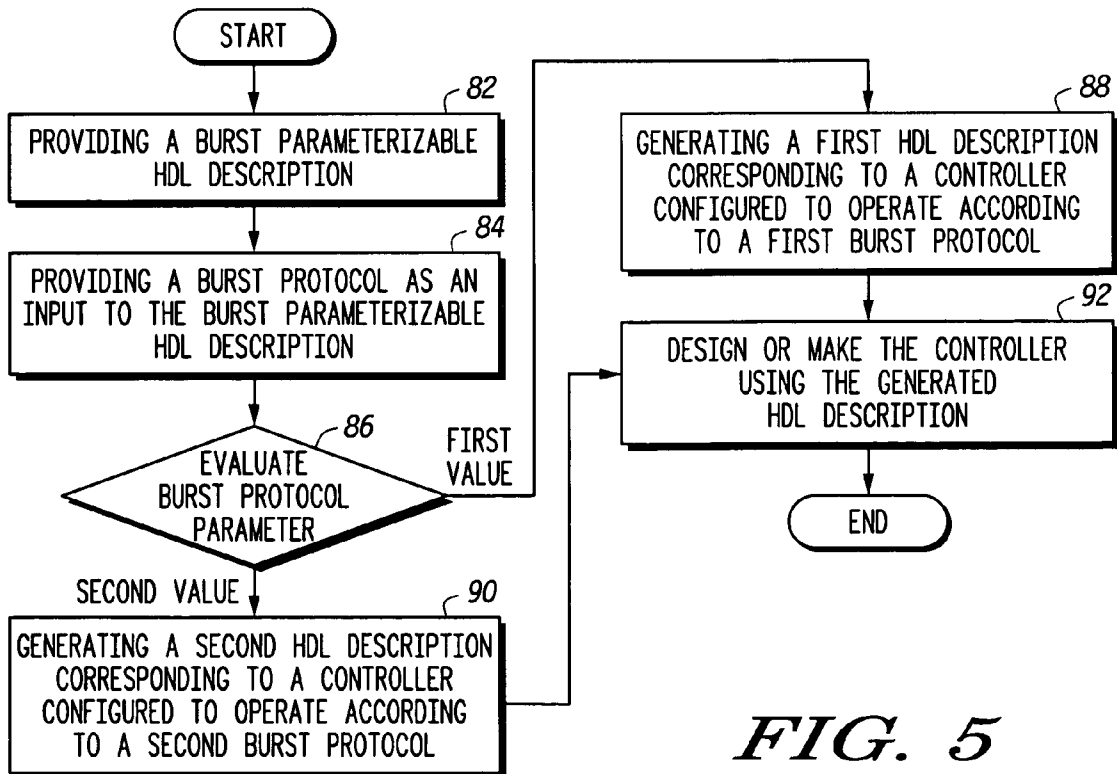 START
82
PROVIDING A BURST PARAMETERIZABLE
HDL DESCRIPTION
84
PROVIDING A BURST PROTOCOL AS AN
INPUT TO THE BURST PARAMETERIZABLE
HDL DESCRIPTION
86
EVALUATE
BURST PROTOCOL
PARAMETER
FIRST
VALUE
SECOND VALUE
90
GENERATING A SECOND HDL DESCRIPTION
CORRESPONDING TO A CONTROLLER
CONFIGURED TO OPERATE ACCORDING
TO A SECOND BURST PROTOCOL
88
GENERATING A FIRST HDL DESCRIPTION
CORRESPONDING TO A CONTROLLER
CONFIGURED TO OPERATE ACCORDING
TO A FIRST BURST PROTOCOL
92
DESIGN OR MAKE THE CONTROLLER
USING THE GENERATED
HDL DESCRIPTION
END
FIG. 5